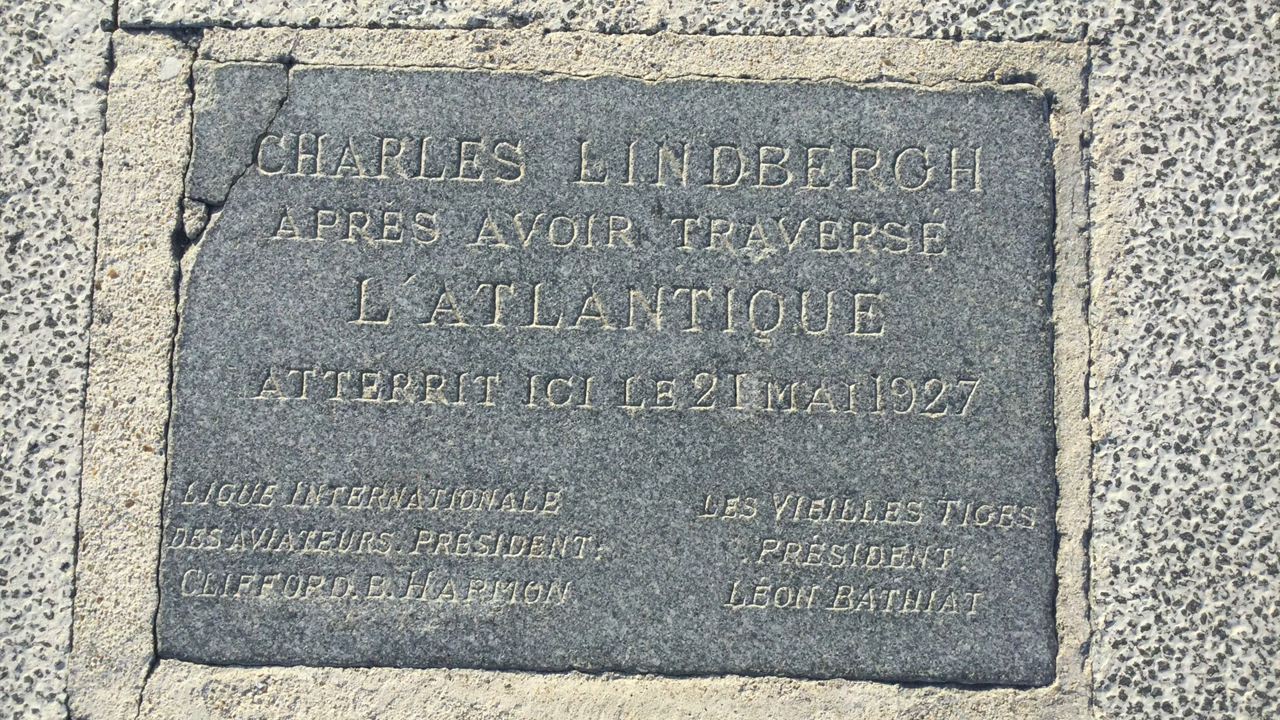 CHARLES LINDBERGH
APRÈS AVOIR TRAVERSÉ
L'ATLANTIQUE
ATTERRIT ICI LE 21 MAI 1927
LIGUE INTERNATIONALE
DES AVIATEURS. PRÉSIDENT:
CLIFFORD. B. HARMON
LES VIEILLES TIGES
PRÉSIDENT:
LÉON BATHIAT